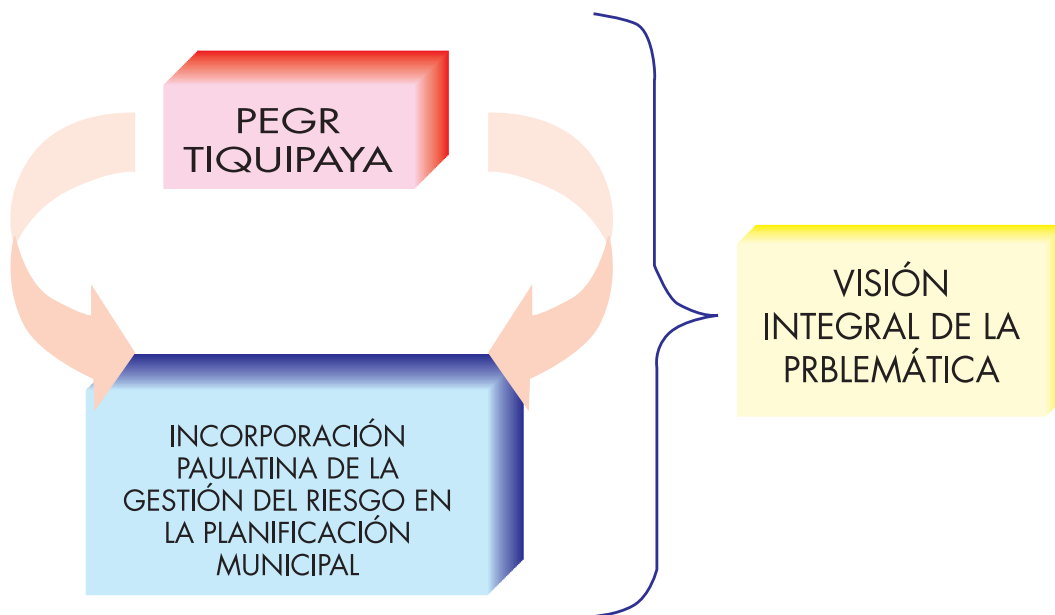 PEGR
TIQUIPAYA
INCORPORACIÓN
PAULATINA DE LA
GESTIÓN DEL RIESGO EN
LA PLANIFICACIÓN
MUNICIPAL
VISIÓN
INTEGRAL DE LA
PRBLEMÁTICA